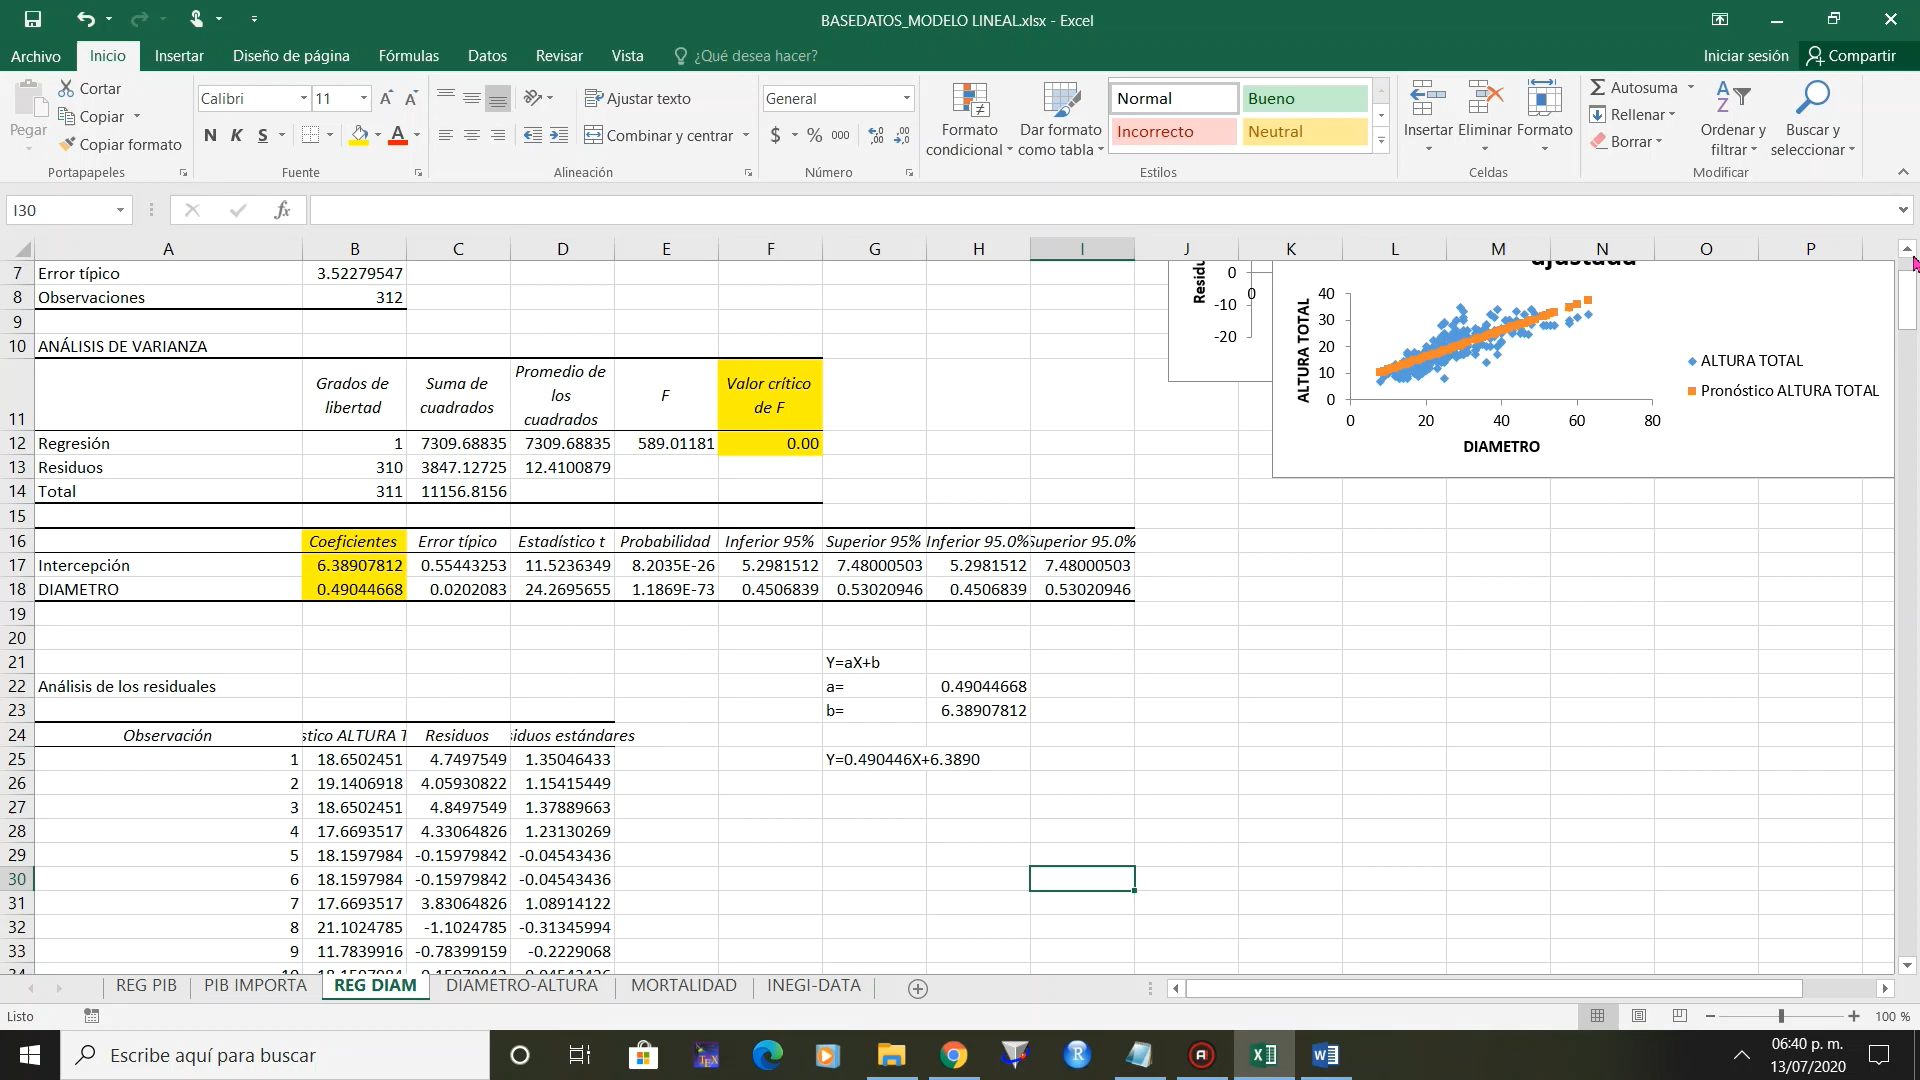 BASEDATOS_MODELO LINEAL.xlsx - Excel
Archivo Inicio Insertar Diseño de página Fórmulas Datos Revisar Vista ¿Qué desea hacer? Iniciar sesión Compartir
Pegar Cortar Copiar Copiar formato
Portapapeles
Calibri 11
N K S A
Fuente
Ajustar texto
Combinar y centrar
Alineación
General
$ % 000
Número
Formato condicional
Dar formato como tabla
Normal Bueno
Incorrecto Neutral
Estilos
Insertar Eliminar Formato
Celdas
Autosuma
Rellenar
Borrar
Ordenar y filtrar
Buscar y seleccionar
Modificar
I30 fx
A B C D E F G H I J K L M N O P
7 Error típico 3.52279547
8 Observaciones 312
9
10 ANÁLISIS DE VARIANZA
11 Grados de libertad Suma de cuadrados Promedio de los cuadrados F Valor crítico de F
12 Regresión 1 7309.68835 7309.68835 589.01181 0.00
13 Residuos 310 3847.12725 12.4100879
14 Total 311 11156.8156
15
16 Coeficientes Error típico Estadístico t Probabilidad Inferior 95% Superior 95% Inferior 95.0% Superior 95.0%
17 Intercepción 6.38907812 0.55443253 11.5236349 8.2035E-26 5.2981512 7.48000503 5.2981512 7.48000503
18 DIAMETRO 0.49044668 0.0202083 24.2695655 1.1869E-73 0.4506839 0.53020946 0.4506839 0.53020946
19
20
21 Y=aX+b
22 Análisis de los residuales a= 0.49044668
23 b= 6.38907812
24 Observación stico ALTURA T Residuos siduos estándares
25 1 18.6502451 4.7497549 1.35046433 Y=0.490446X+6.3890
26 2 19.1406918 4.05930822 1.15415449
27 3 18.6502451 4.8497549 1.37889663
28 4 17.6693517 4.33064826 1.23130269
29 5 18.1597984 -0.15979842 -0.04543436
30 6 18.1597984 -0.15979842 -0.04543436
31 7 17.6693517 3.83064826 1.08914122
32 8 21.1024785 -1.1024785 -0.31345994
33 9 11.7839916 -0.78399159 -0.2229068
Residu
0
-10
-20
0
ajustada
ALTURA TOTAL
40
30
20
10
0
0 20 40 60 80
DIAMETRO
ALTURA TOTAL
Pronóstico ALTURA TOTAL
REG PIB PIB IMPORTA REG DIAM DIAMETRO-ALTURA MORTALIDAD INEGI-DATA
Listo 100 %
Escribe aquí para buscar
06:40 p. m.
13/07/2020